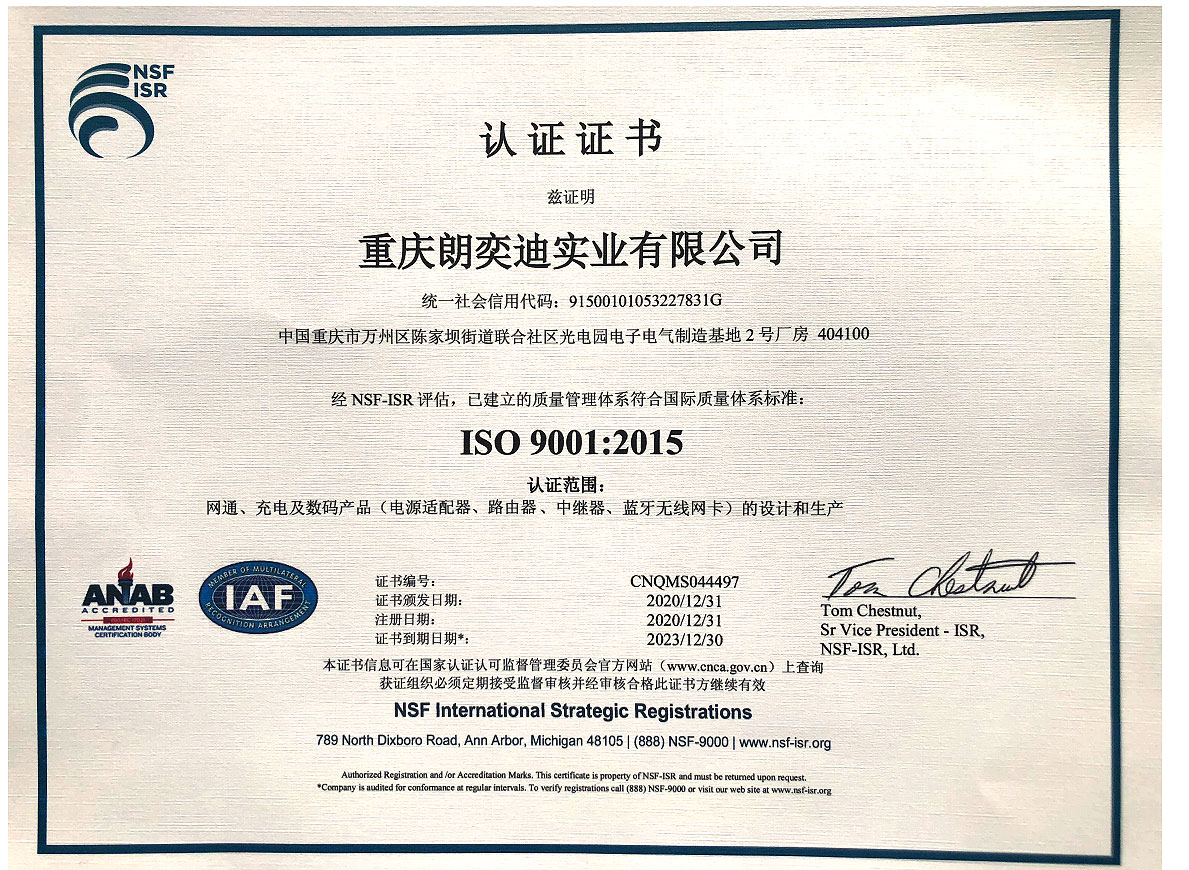 NSF
ISR
认证证书
兹证明
重庆朗奕迪实业有限公司
统一社会信用代码：91500101053227831G
中国重庆市万州区陈家坝街道联合社区光电园电子电气制造基地 2 号厂房 404100
经 NSF-ISR 评估，已建立的质量管理体系符合国际质量体系标准：
ISO 9001:2015
认证范围：
网通、充电及数码产品（电源适配器、路由器、中继器、蓝牙无线网卡）的设计和生产
ANAB
ACCREDITED
MANAGEMENT SYSTEMS
CERTIFICATION BODY
MEMBER OF MULTILATERAL
IAF
RECOGNITION ARRANGEMENT
证书编号： CNQMS044497
证书颁发日期： 2020/12/31
注册日期： 2020/12/31
证书到期日期*： 2023/12/30
Tom Chestnut
Tom Chestnut,
Sr Vice President - ISR,
NSF-ISR, Ltd.
本证书信息可在国家认证认可监督管理委员会官方网站（www.cnca.gov.cn）上查询
获证组织必须定期接受监督审核并经审核合格此证书方继续有效
NSF International Strategic Registrations
789 North Dixboro Road, Ann Arbor, Michigan 48105 | (888) NSF-9000 | www.nsf-isr.org
Authorized Registration and /or Accreditation Marks. This certificate is property of NSF-ISR and must be returned upon request.
*Company is audited for conformance at regular intervals. To verify registrations call (888) NSF-9000 or visit our web site at www.nsf-isr.org